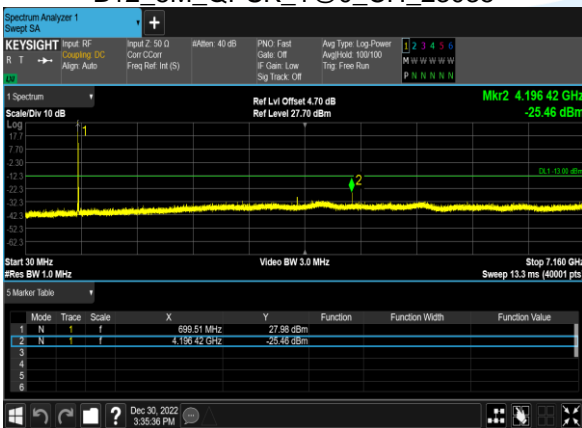 Spectrum Analyzer 1
Swept SA
+
KEYSIGHT
R T
LV
Input: RF
Coupling: DC
Align: Auto
Input Z: 50 Ω
Corr CCorr
Freq Ref: Int (S)
#Atten: 40 dB
PNO: Fast
Gate: Off
IF Gain: Low
Sig Track: Off
Avg Type: Log-Power
Avg|Hold: 100/100
Trig: Free Run
1 2 3 4 5 6
M W W W W W
P N N N N N
1 Spectrum
Scale/Div 10 dB
Ref Lvl Offset 4.70 dB
Ref Level 27.70 dBm
Mkr2 4.196 42 GHz
-25.46 dBm
Log
17.7
7.70
-2.30
-12.3
-22.3
-32.3
-42.3
-52.3
-62.3
1
2
DL1 -13.00 dBm
Start 30 MHz
#Res BW 1.0 MHz
Video BW 3.0 MHz
Stop 7.160 GHz
Sweep 13.3 ms (40001 pts)
5 Marker Table
Mode Trace Scale X Y Function Function Width Function Value
1 N 1 f 699.51 MHz 27.98 dBm
2 N 1 f 4.196 42 GHz -25.46 dBm
3
4
5
6
?
Dec 30, 2022
3:35:36 PM